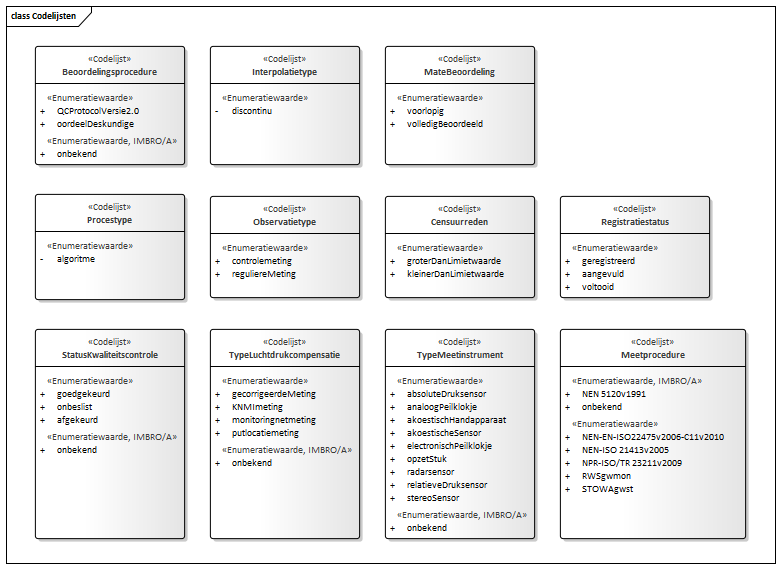 class Codelijsten
«Codelijst»
Beoordelingsprocedure
«Enumeratiewaarde»
+ QCProtocolVersie2.0
+ oordeelDeskundige
«Enumeratiewaarde, IMBRO/A»
+ onbekend
«Codelijst»
Interpolatietype
«Enumeratiewaarde»
- discontinu
«Codelijst»
MateBeoordeling
«Enumeratiewaarde»
+ voorlopig
+ volledigBeoordeeld
«Codelijst»
Procestype
«Enumeratiewaarde»
- algoritme
«Codelijst»
Observatietype
«Enumeratiewaarde»
+ controlemeting
+ reguliereMeting
«Codelijst»
Censuurreden
«Enumeratiewaarde»
+ groterDanLimietwaarde
+ kleinerDanLimietwaarde
«Codelijst»
Registratiestatus
«Enumeratiewaarde»
+ geregistreerd
+ aangevuld
+ voltooid
«Codelijst»
StatusKwaliteitscontrole
«Enumeratiewaarde»
+ goedgekeurd
+ onbeslist
+ afgekeurd
«Enumeratiewaarde, IMBRO/A»
+ onbekend
«Codelijst»
TypeLuchtdrukcompensatie
«Enumeratiewaarde»
+ gecorrigeerdeMeting
+ KNMImeting
+ monitoringnetmeting
+ putlocatiemeting
«Enumeratiewaarde, IMBRO/A»
+ onbekend
«Codelijst»
TypeMeetinstrument
«Enumeratiewaarde»
+ absoluteDruksensor
+ analoogPeilklokje
+ akoestischHandapparaat
+ akoestischeSensor
+ electronischPeilklokje
+ opzetStuk
+ radarsensor
+ relatieveDruksensor
+ stereoSensor
«Enumeratiewaarde, IMBRO/A»
+ onbekend
«Codelijst»
Meetprocedure
«Enumeratiewaarde, IMBRO/A»
+ NEN 5120v1991
+ onbekend
«Enumeratiewaarde»
+ NEN-EN-ISO22475v2006-C11v2010
+ NEN-ISO 21413v2005
+ NPR-ISO/TR 23211v2009
+ RWSgwmon
+ STOWAgwst